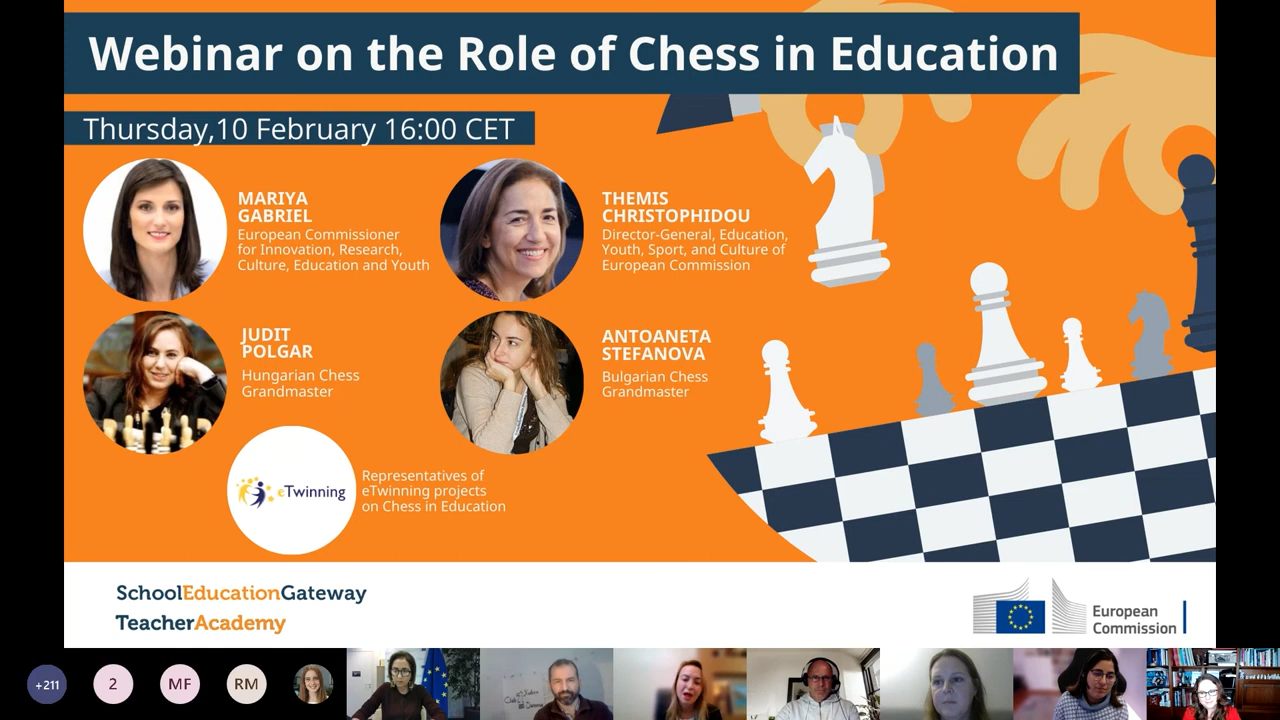 Webinar on the Role of Chess in Education
Thursday,10 February 16:00 CET
MARIYA
GABRIEL
European Commissioner
for Innovation, Research,
Culture, Education and Youth
THEMIS
CHRISTOPHIDOU
Director-General, Education,
Youth, Sport, and Culture of
European Commission
JUDIT
POLGAR
Hungarian Chess
Grandmaster
ANTOANETA
STEFANOVA
Bulgarian Chess
Grandmaster
eTwinning
Representatives of
eTwinning projects
on Chess in Education
SchoolEducationGateway
TeacherAcademy
European
Commission
+211
2
MF
RM